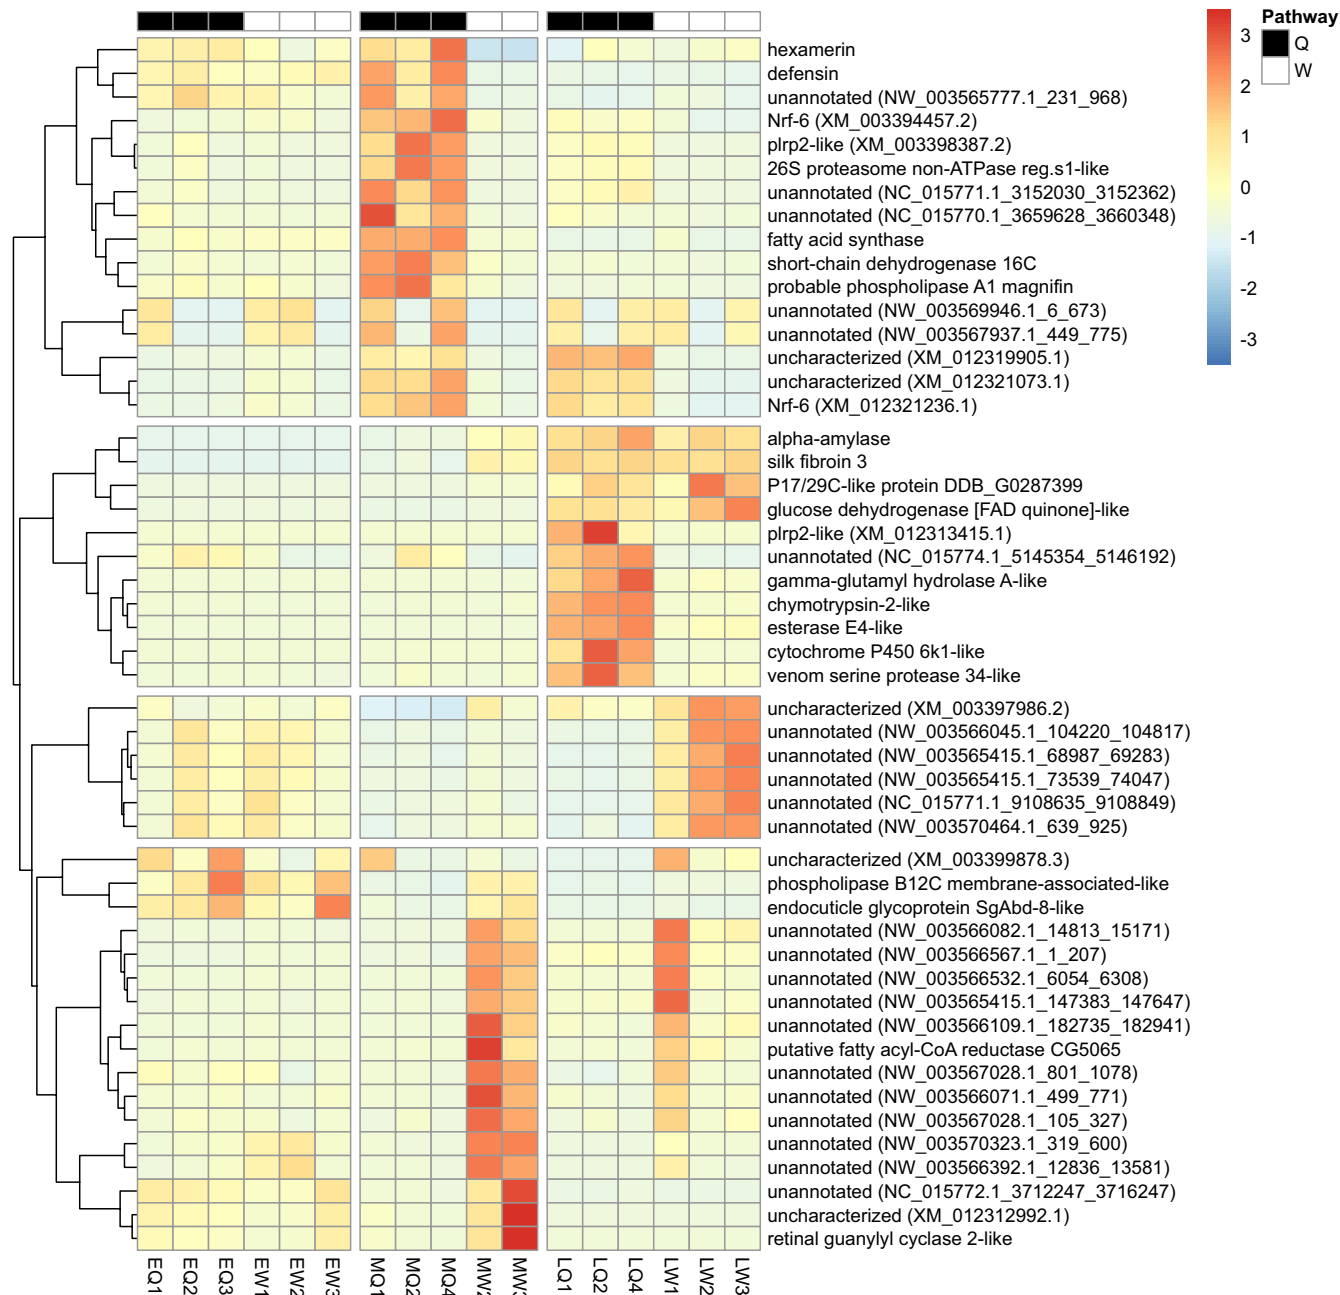 Pathway
Q
W
3
2
1
0
-1
-2
-3
hexamerin
defensin
unannotated (NW_003565777.1_231_968)
Nrf-6 (XM_003394457.2)
plrp2-like (XM_003398387.2)
26S proteasome non-ATPase reg.s1-like
unannotated (NC_015771.1_3152030_3152362)
unannotated (NC_015770.1_3659628_3660348)
fatty acid synthase
short-chain dehydrogenase 16C
probable phospholipase A1 magnifin
unannotated (NW_003569946.1_6_673)
unannotated (NW_003567937.1_449_775)
uncharacterized (XM_012319905.1)
uncharacterized (XM_012321073.1)
Nrf-6 (XM_012321236.1)
alpha-amylase
silk fibroin 3
P17/29C-like protein DDB_G0287399
glucose dehydrogenase [FAD quinone]-like
plrp2-like (XM_012313415.1)
unannotated (NC_015774.1_5145354_5146192)
gamma-glutamyl hydrolase A-like
chymotrypsin-2-like
esterase E4-like
cytochrome P450 6k1-like
venom serine protease 34-like
uncharacterized (XM_003397986.2)
unannotated (NW_003566045.1_104220_104817)
unannotated (NW_003565415.1_68987_69283)
unannotated (NW_003565415.1_73539_74047)
unannotated (NC_015771.1_9108635_9108849)
unannotated (NW_003570464.1_639_925)
uncharacterized (XM_003399878.3)
phospholipase B12C membrane-associated-like
endocuticle glycoprotein SgAbd-8-like
unannotated (NW_003566082.1_14813_15171)
unannotated (NW_003566567.1_1_207)
unannotated (NW_003566532.1_6054_6308)
unannotated (NW_003565415.1_147383_147647)
unannotated (NW_003566109.1_182735_182941)
putative fatty acyl-CoA reductase CG5065
unannotated (NW_003567028.1_801_1078)
unannotated (NW_003566071.1_499_771)
unannotated (NW_003567028.1_105_327)
unannotated (NW_003570323.1_319_600)
unannotated (NW_003566392.1_12836_13581)
unannotated (NC_015772.1_3712247_3716247)
uncharacterized (XM_012312992.1)
retinal guanylyl cyclase 2-like
EQ1
EQ2
EQ3
EW1
EW2
EW3
MQ1
MQ2
MQ4
MW2
MW3
LQ1
LQ2
LQ4
LW1
LW2
LW3